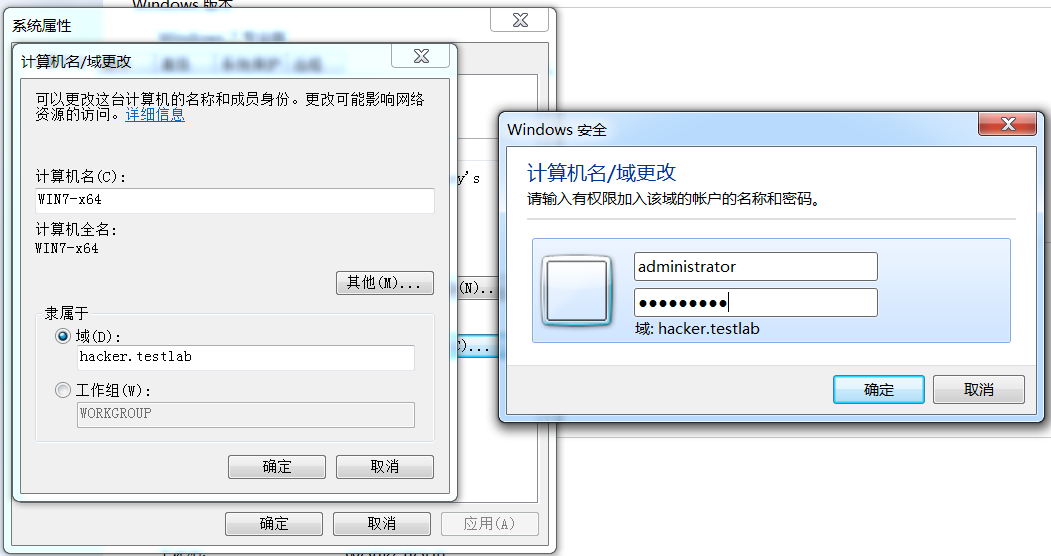 Windows 版本
系统属性
计算机名/域更改
可以更改这台计算机的名称和成员身份。更改可能影响网络
资源的访问。详细信息
计算机名(C):
WIN7-x64
计算机全名:
WIN7-x64
其他(M)...
隶属于
域(D):
hacker.testlab
工作组(W):
WORKGROUP
确定
取消
确定
取消
应用(A)
y's
(N)..
)...
Windows 安全
计算机名/域更改
请输入有权限加入该域的帐户的名称和密码。
administrator
●●●●●●●●●
域: hacker.testlab
确定
取消